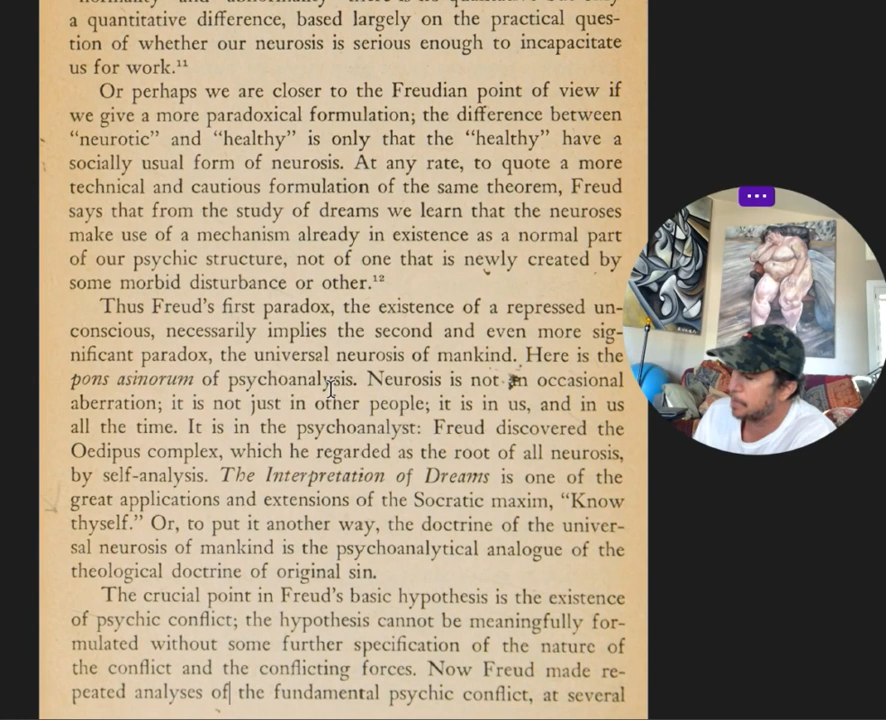 a quantitative difference, based largely on the practical ques-
tion of whether our neurosis is serious enough to incapacitate
us for work.¹¹
Or perhaps we are closer to the Freudian point of view if
we give a more paradoxical formulation; the difference between
“neurotic” and “healthy” is only that the “healthy” have a
socially usual form of neurosis. At any rate, to quote a more
technical and cautious formulation of the same theorem, Freud
says that from the study of dreams we learn that the neuroses
make use of a mechanism already in existence as a normal part
of our psychic structure, not of one that is newly created by
some morbid disturbance or other.¹²
Thus Freud’s first paradox, the existence of a repressed un-
conscious, necessarily implies the second and even more sig-
nificant paradox, the universal neurosis of mankind. Here is the
pons asinorum of psychoanalysis. Neurosis is not an occasional
aberration; it is not just in other people; it is in us, and in us
all the time. It is in the psychoanalyst: Freud discovered the
Oedipus complex, which he regarded as the root of all neurosis,
by self-analysis. The Interpretation of Dreams is one of the
great applications and extensions of the Socratic maxim, “Know
thyself.” Or, to put it another way, the doctrine of the univer-
sal neurosis of mankind is the psychoanalytical analogue of the
theological doctrine of original sin.
The crucial point in Freud’s basic hypothesis is the existence
of psychic conflict; the hypothesis cannot be meaningfully for-
mulated without some further specification of the nature of
the conflict and the conflicting forces. Now Freud made re-
peated analyses of the fundamental psychic conflict, at several